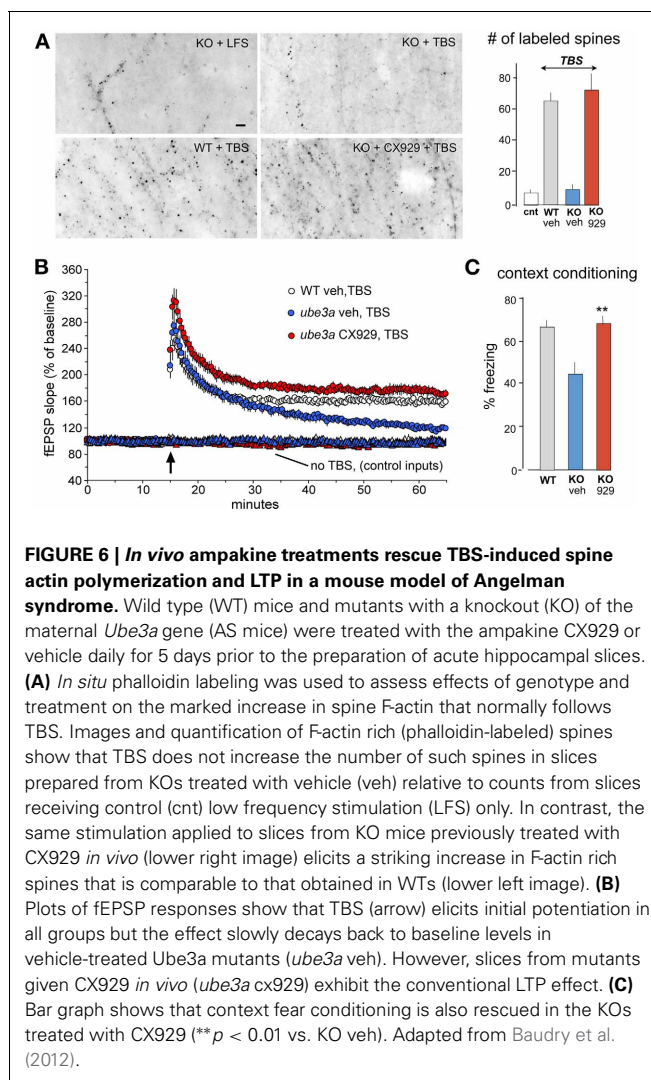 A
KO + LFS
KO + TBS
WT + TBS
KO + CX929 + TBS
# of labeled spines
TBS
80
60
40
20
0
cnt WT KO KO
veh veh 929
B
360
320
280
240
200
160
120
80
40
fEPSP slope (% of baseline)
WT veh,TBS
ube3a veh, TBS
ube3a CX929, TBS
no TBS, (control inputs)
0 10 20 30 40 50 60
minutes
C
context conditioning
80
60
40
20
0
% freezing
**
WT KO KO
veh 929
FIGURE 6 | In vivo ampakine treatments rescue TBS-induced spine
actin polymerization and LTP in a mouse model of Angelman
syndrome. Wild type (WT) mice and mutants with a knockout (KO) of the
maternal Ube3a gene (AS mice) were treated with the ampakine CX929 or
vehicle daily for 5 days prior to the preparation of acute hippocampal slices.
(A) In situ phalloidin labeling was used to assess effects of genotype and
treatment on the marked increase in spine F-actin that normally follows
TBS. Images and quantification of F-actin rich (phalloidin-labeled) spines
show that TBS does not increase the number of such spines in slices
prepared from KOs treated with vehicle (veh) relative to counts from slices
receiving control (cnt) low frequency stimulation (LFS) only. In contrast, the
same stimulation applied to slices from KO mice previously treated with
CX929 in vivo (lower right image) elicits a striking increase in F-actin rich
spines that is comparable to that obtained in WTs (lower left image). (B)
Plots of fEPSP responses show that TBS (arrow) elicits initial potentiation in
all groups but the effect slowly decays back to baseline levels in
vehicle-treated Ube3a mutants (ube3a veh). However, slices from mutants
given CX929 in vivo (ube3a cx929) exhibit the conventional LTP effect. (C)
Bar graph shows that context fear conditioning is also rescued in the KOs
treated with CX929 (**p < 0.01 vs. KO veh). Adapted from Baudry et al.
(2012).